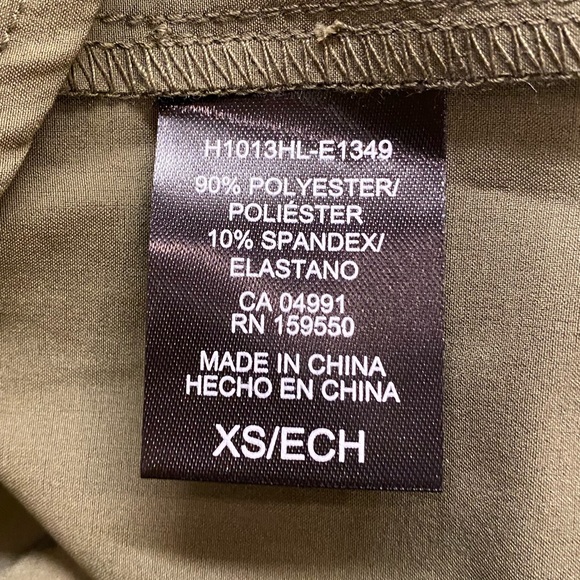 H1013HL-E1349
90% POLYESTER/
POLIÉSTER
10% SPANDEX/
ELASTANO
CA 04991
RN 159550
MADE IN CHINA
HECHO EN CHINA
XS/ECH